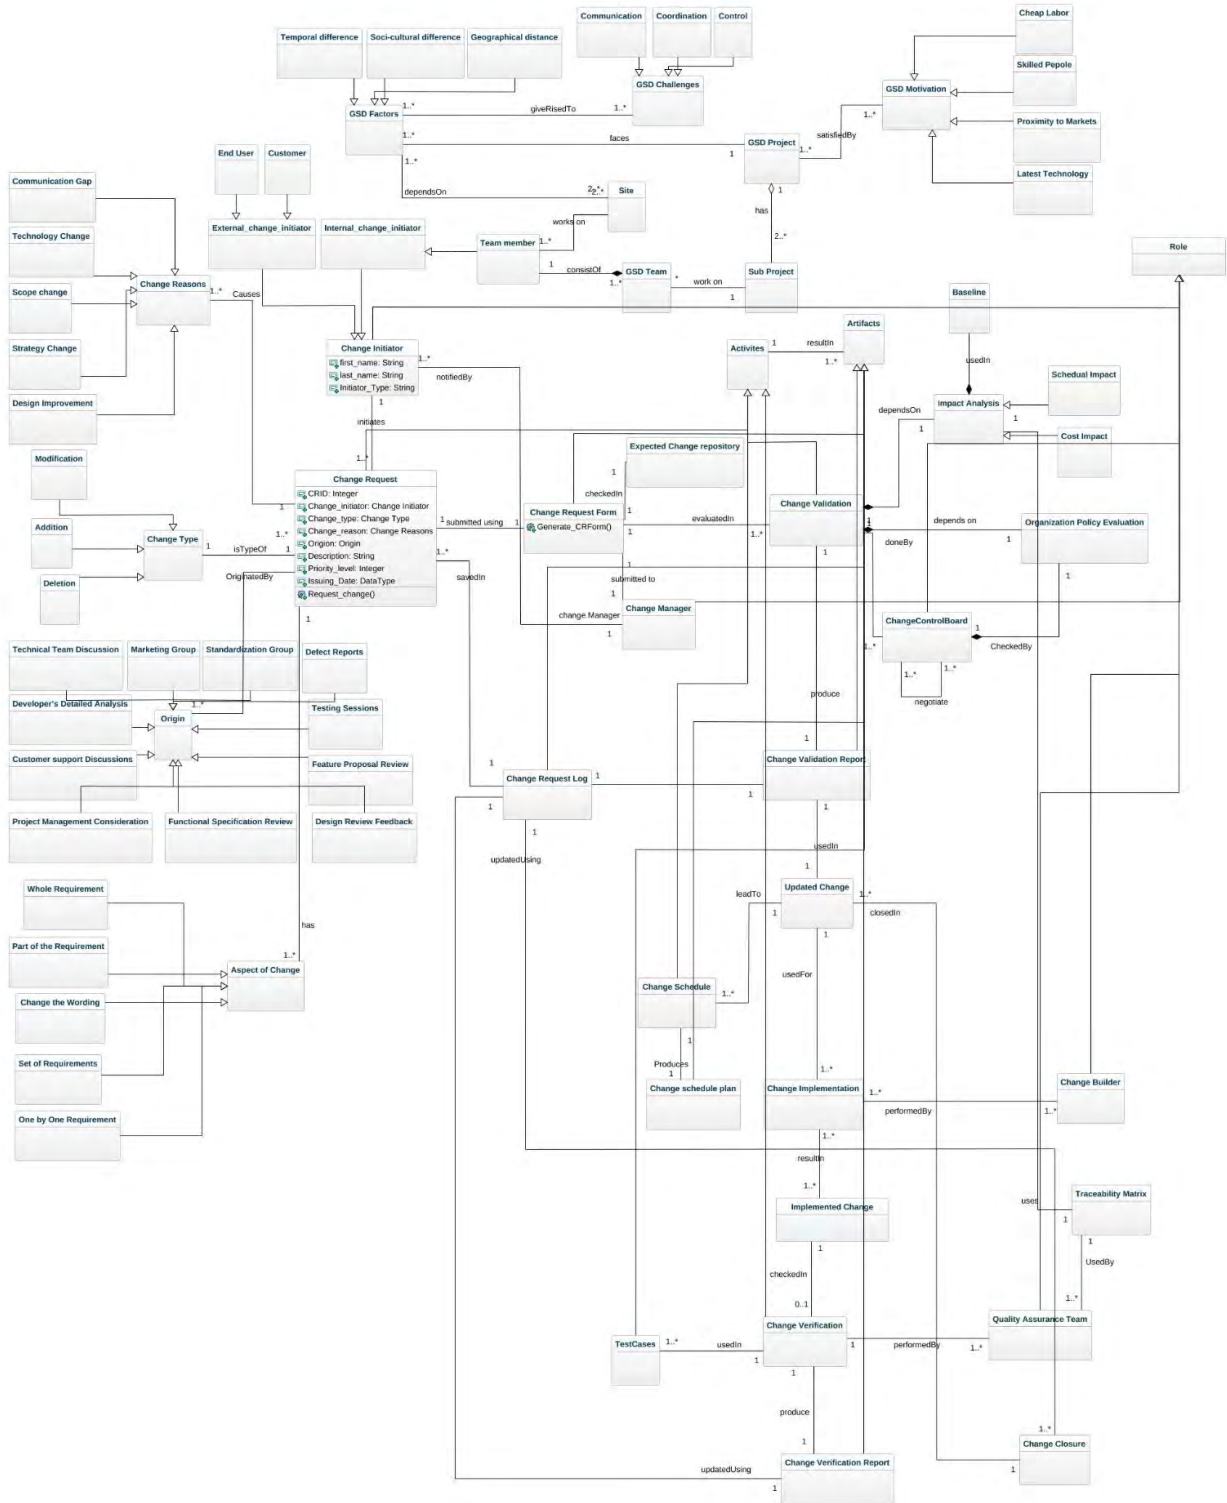 Cheap Labor
Communication
Coordination
Control
Temporal difference
Soci-cultural difference
Geographical distance
Skilled Pepole
GSD Challenges
GSD Motivation
GSD Factors
1..*
giveRisedTo
1..*
1..*
Proximity to Markets
1..*
faces
1
GSD Project
1..*
satisfiedBy
1..*
End User
Customer
Latest Technology
Communication Gap
dependsOn
2..*
Site
1
has
works on
External_change_initiator
Internal_change_initiator
Technology Change
Team member
1..*
2..*
Role
1
consistOf
1..*
GSD Team
*
work on
1
Sub Project
Change Reasons
1..*
Causes
Scope change
Baseline
Artifacts
Strategy Change
Change Initiator
first_name: String
last_name: String
Initiator_Type: String
1..*
notifiedBy
Activites
1
resultIn
1..*
usedIn
Schedual Impact
Design Improvement
1
initiates
1..*
dependsOn
1
Impact Analysis
1
Cost Impact
Modification
Expected Change repository
1
checkedIn
1
Change Request
CRID: Integer
Change_initiator: Change Initiator
Change_type: Change Type
Change_reason: Change Reasons
Origion: Origin
Description: String
Priority_level: Integer
Issuing_Date: DataType
Request_change()
1
1
submitted using
1
Change Request Form
Generate_CRForm()
1
evaluatedIn
1
Change Validation
1
depends on
1
Organization Policy Evaluation
Addition
Change Type
1
isTypeOf
1
1..*
OriginatedBy
1..*
savedIn
1..*
doneBy
1
Deletion
1
submitted to
1
1
change Manager
1
Change Manager
ChangeControlBoard
1
CheckedBy
1..*
1..*
1..*
negotiate
1
Technical Team Discussion
Marketing Group
Standardization Group
Defect Reports
Developer's Detailed Analysis
1..*
Origin
Testing Sessions
Customer support Discussions
Feature Proposal Review
Project Management Consideration
Functional Specification Review
Design Review Feedback
produce
1
Change Validation Report
1
Change Request Log
1
1
1
1
updatedUsing
1
usedIn
1
Updated Change
1..*
leadTo
1
closedIn
1
Whole Requirement
has
Part of the Requirement
1..*
Aspect of Change
usedFor
Change Schedule
1..*
Change the Wording
1
Set of Requirements
Produces
1
Change schedule plan
1..*
Change Implementation
1..*
performedBy
1..*
Change Builder
One by One Requirement
1..*
resultIn
1..*
Implemented Change
uses
1
Traceability Matrix
1
1
UsedBy
checkedIn
0..1
1..*
Quality Assurance Team
TestCases
1..*
usedIn
1
Change Verification
1
performedBy
1..*
1
produce
1
1..*
Change Closure
1
Change Verification Report
updatedUsing
1